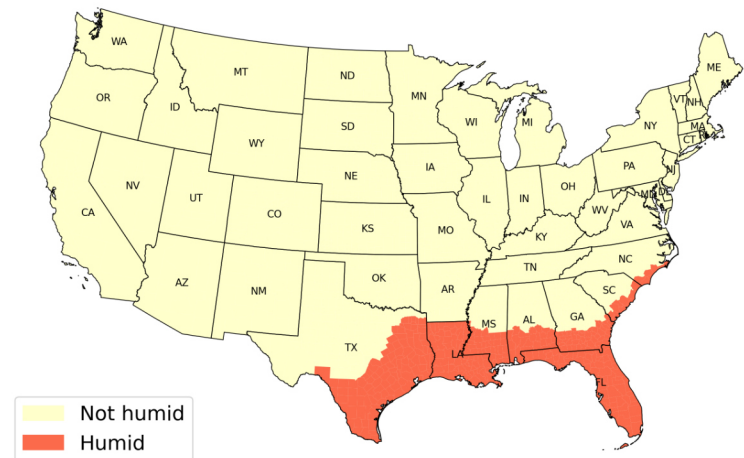 WA
MT
ND
MN
ME
OR
ID
SD
WI
MI
VT
NH
NY
MA
CT
RI
WY
IA
PA
NJ
NV
UT
NE
IL
IN
OH
MD
DE
CA
CO
KS
MO
WV
VA
KY
AZ
NM
OK
AR
TN
NC
SC
TX
MS
AL
GA
LA
FL
Not humid
Humid